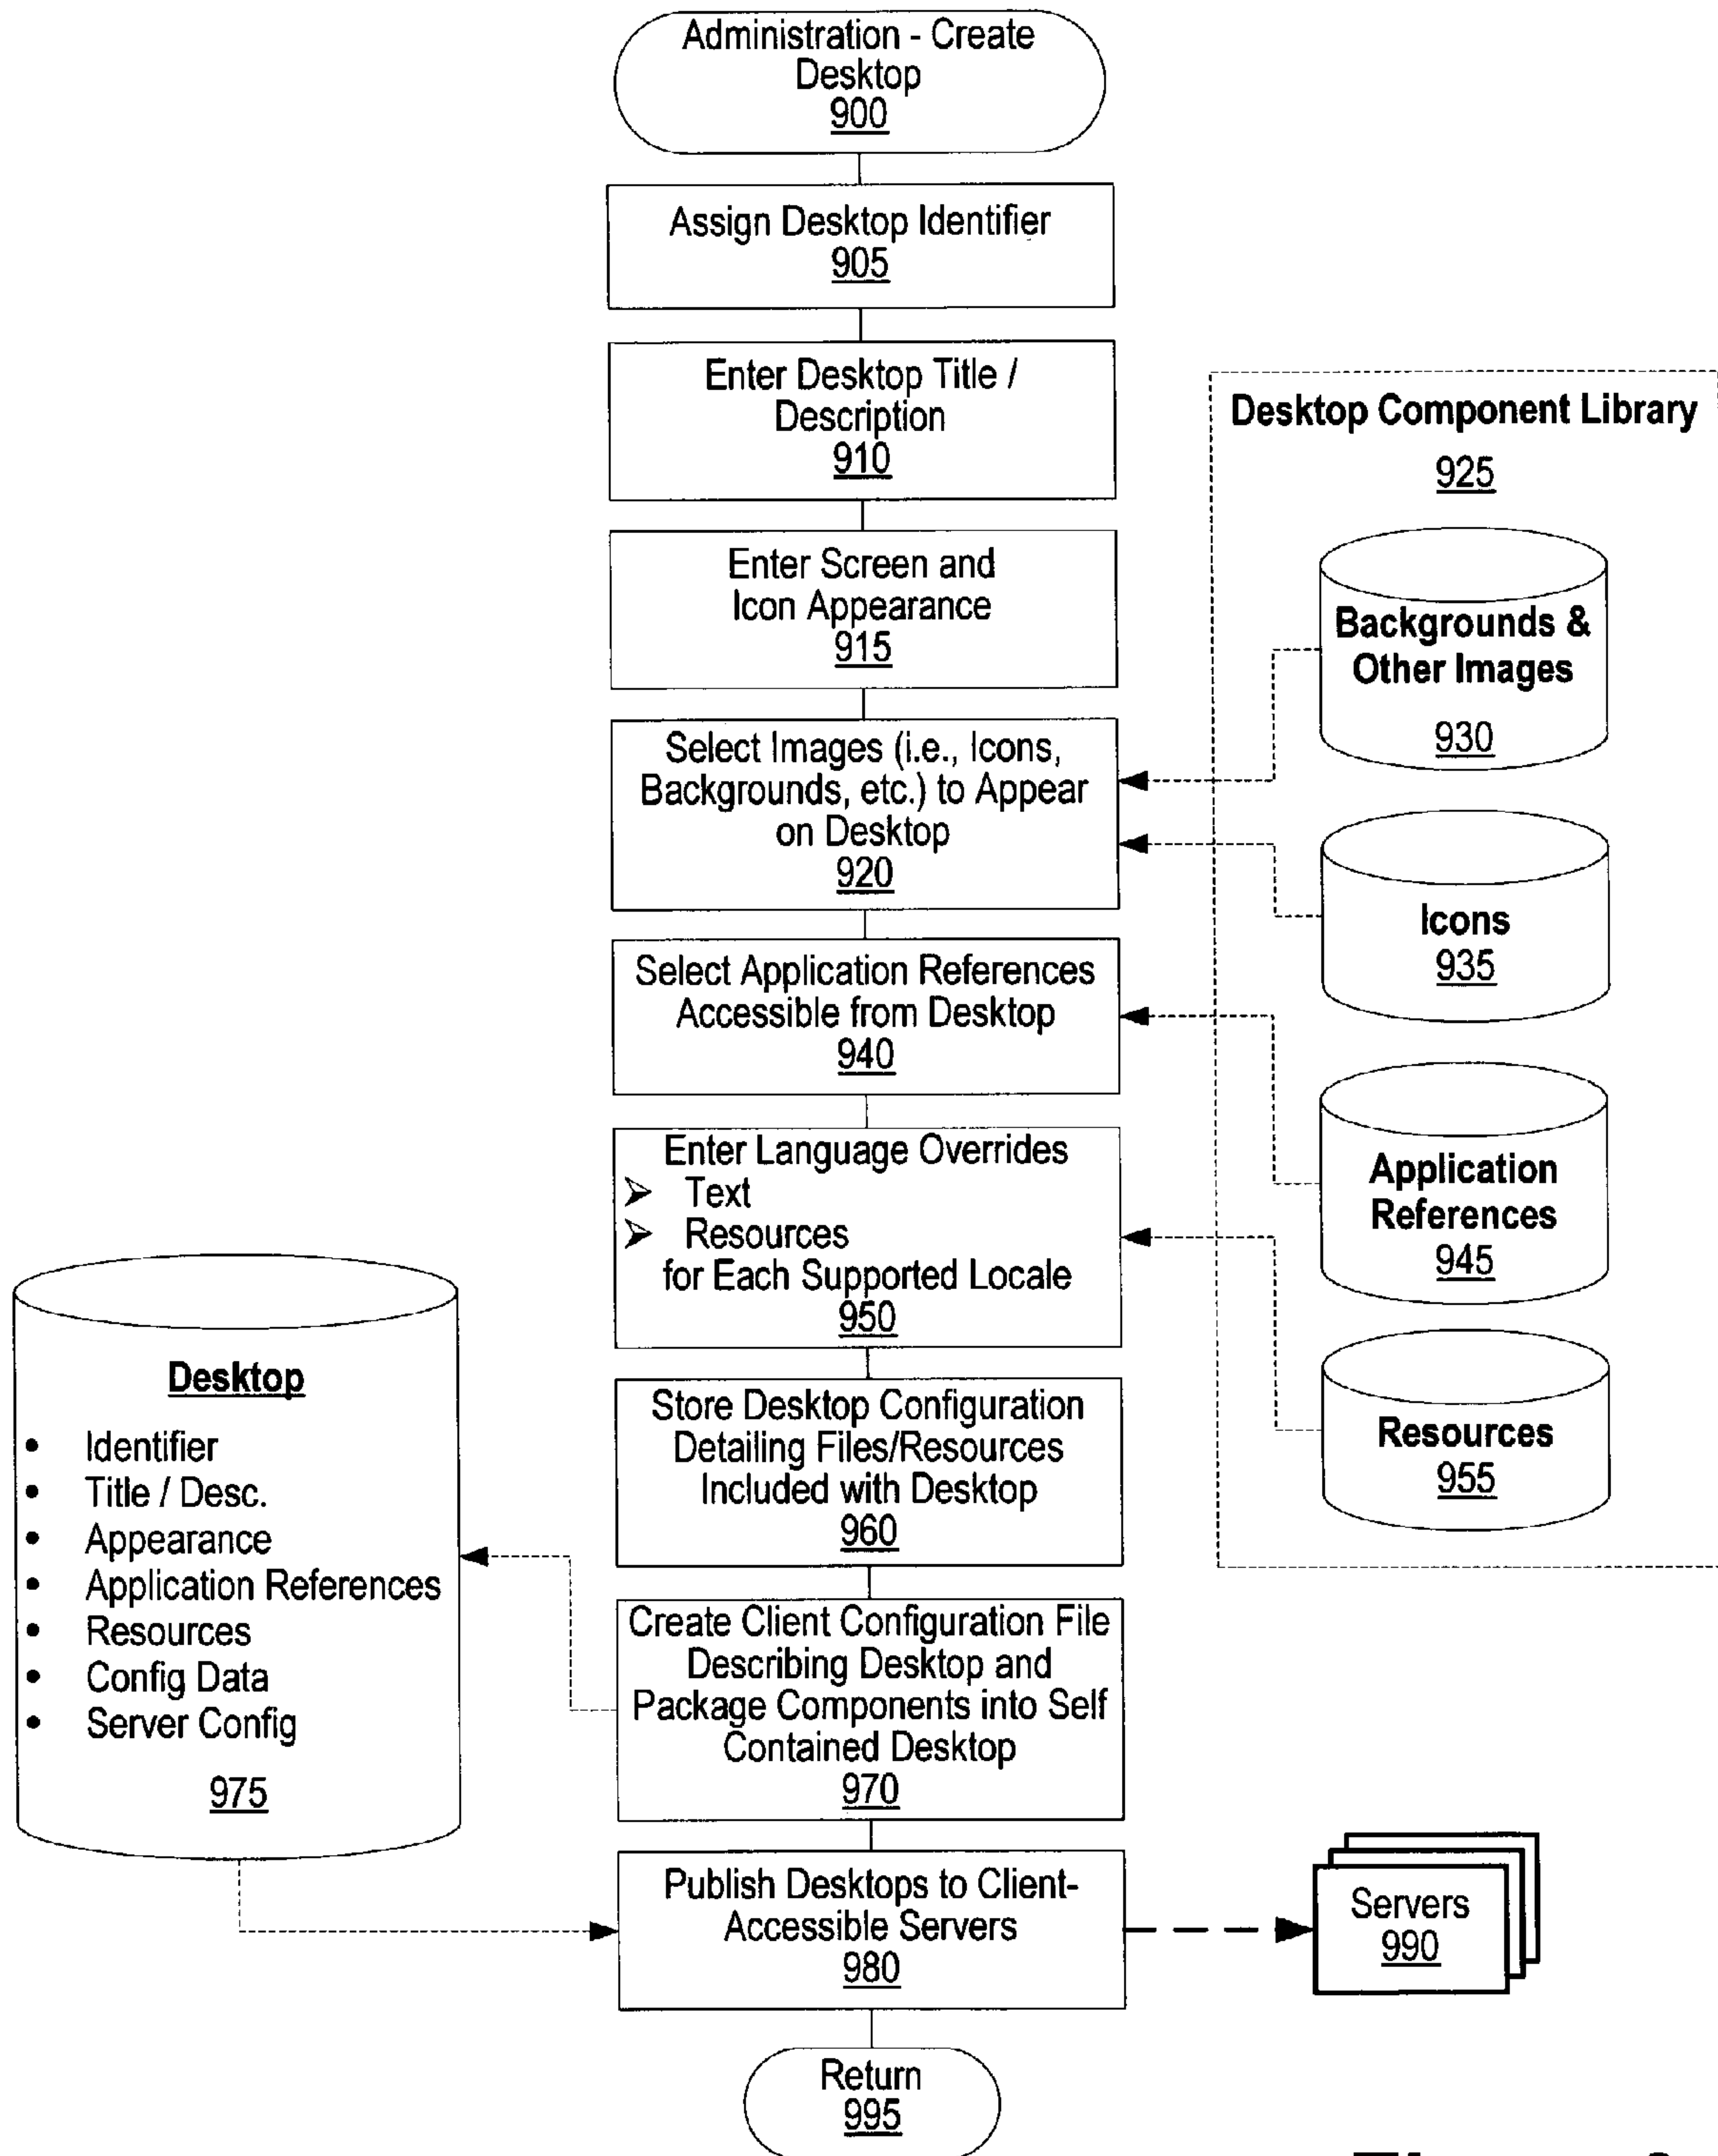 Administration - Create
Desktop
900
Assign Desktop Identifier
905
Enter Desktop Title /
Description
910
Enter Screen and
Icon Appearance
915
Select Images (i.e., Icons,
Backgrounds, etc.) to Appear
on Desktop
920
Select Application References
Accessible from Desktop
940
Enter Language Overrides
➢ Text
➢ Resources
for Each Supported Locale
950
Store Desktop Configuration
Detailing Files/Resources
Included with Desktop
960
Create Client Configuration File
Describing Desktop and
Package Components into Self
Contained Desktop
970
Publish Desktops to Client-
Accessible Servers
980
Return
995
Desktop Component Library
925
Backgrounds &
Other Images
930
Icons
935
Application
References
945
Resources
955
Desktop
• Identifier
• Title / Desc.
• Appearance
• Application References
• Resources
• Config Data
• Server Config
975
Servers
990